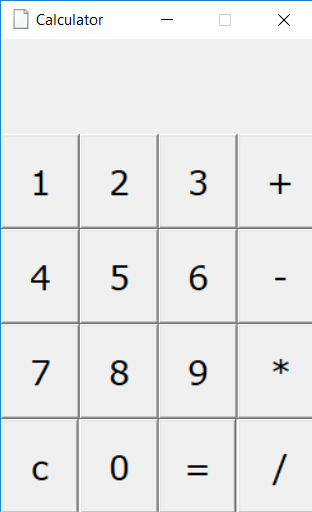 Calculator
1 2 3 +
4 5 6 -
7 8 9 *
c 0 = /